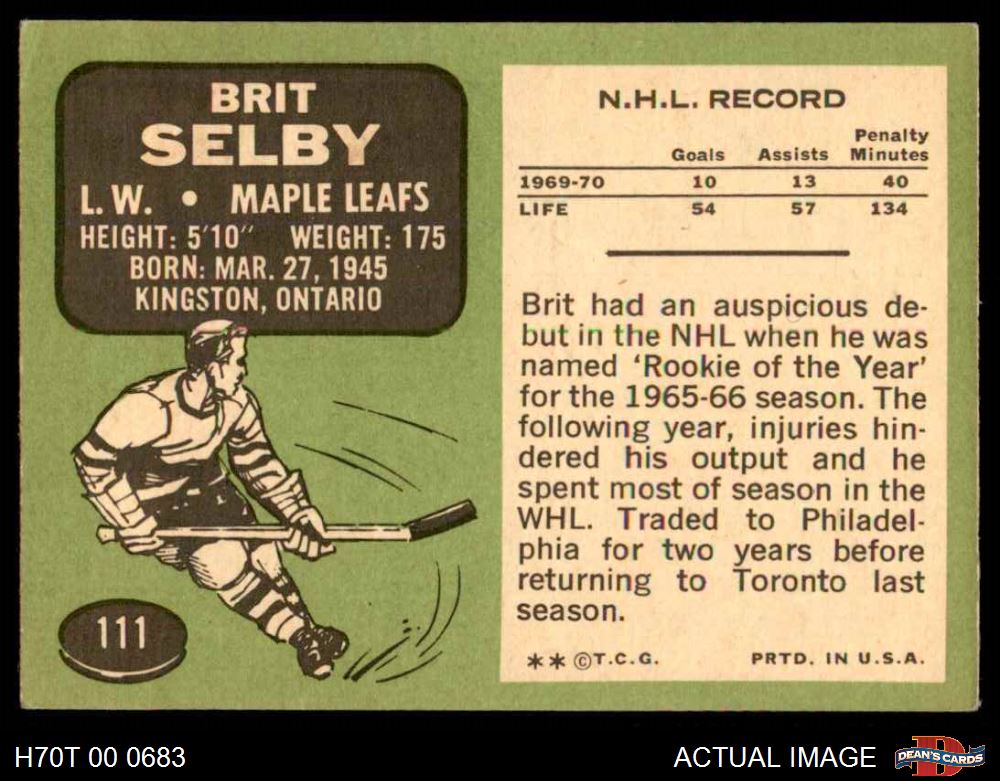 BRIT
SELBY
L.W. • MAPLE LEAFS
HEIGHT: 5'10" WEIGHT: 175
BORN: MAR. 27, 1945
KINGSTON, ONTARIO
111
N.H.L. RECORD
Goals Assists Penalty Minutes
1969-70 10 13 40
LIFE 54 57 134
Brit had an auspicious de-
but in the NHL when he was
named ‘Rookie of the Year’
for the 1965-66 season. The
following year, injuries hin-
dered his output and he
spent most of season in the
WHL. Traded to Philadel-
phia for two years before
returning to Toronto last
season.
** ©T.C.G. PRTD. IN U.S.A.
H70T 00 0683
ACTUAL IMAGE
D
DEAN'S CARDS